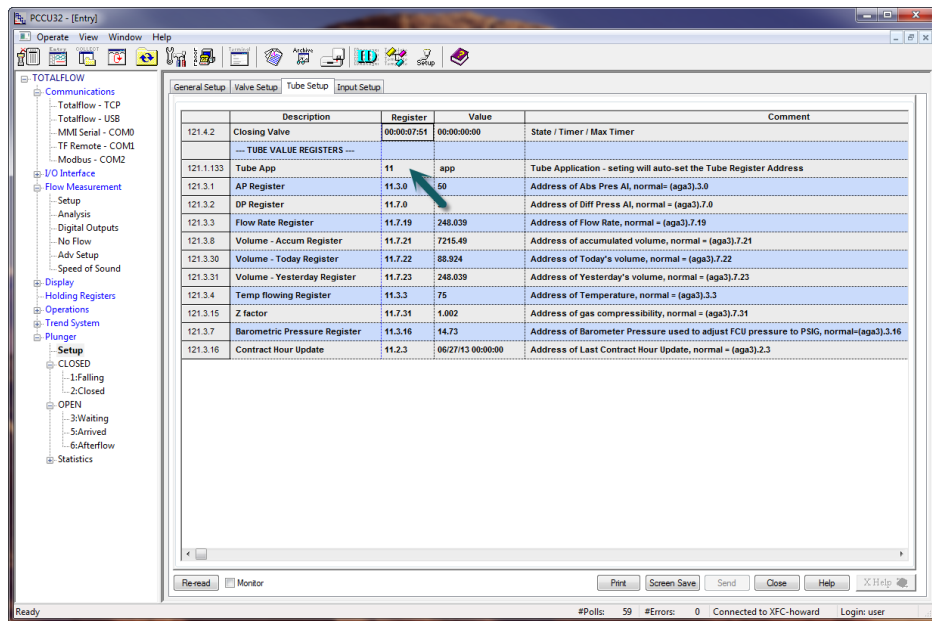 PCCU32 - [Entry]
Operate View Window Help
Entry COLLECT Terminal Archive Setup
TOTALFLOW
Communications
Totalflow - TCP
Totalflow - USB
MMI Serial - COM0
TF Remote - COM1
Modbus - COM2
I/O Interface
Flow Measurement
Setup
Analysis
Digital Outputs
No Flow
Adv Setup
Speed of Sound
Display
Holding Registers
Operations
Trend System
Plunger
Setup
CLOSED
1:Falling
2:Closed
OPEN
3:Waiting
5:Arrived
6:Afterflow
Statistics
General Setup Valve Setup Tube Setup Input Setup
Description Register Value Comment
121.4.2 Closing Valve 00:00:07:51 00:00:00:00 State / Timer / Max Timer
--- TUBE VALUE REGISTERS ---
121.1.133 Tube App 11 app Tube Application - seting will auto-set the Tube Register Address
121.3.1 AP Register 11.3.0 50 Address of Abs Pres AI, normal= (aga3).3.0
121.3.2 DP Register 11.7.0 Address of Diff Press AI, normal = (aga3).7.0
121.3.3 Flow Rate Register 11.7.19 248.039 Address of Flow Rate, normal = (aga3).7.19
121.3.8 Volume - Accum Register 11.7.21 7215.49 Address of accumulated volume, normal = (aga3).7.21
121.3.30 Volume - Today Register 11.7.22 88.924 Address of Today's volume, normal = (aga3).7.22
121.3.31 Volume - Yesterday Register 11.7.23 248.039 Address of Yesterday's volume, normal = (aga3).7.23
121.3.4 Temp flowing Register 11.3.3 75 Address of Temperature, normal = (aga3).3.3
121.3.15 Z factor 11.7.31 1.002 Address of gas compressibility, normal = (aga3).7.31
121.3.7 Barometric Pressure Register 11.3.16 14.73 Address of Barometer Pressure used to adjust FCU pressure to PSIG, normal=(aga3).3.16
121.3.16 Contract Hour Update 11.2.3 06/27/13 00:00:00 Address of Last Contract Hour Update, normal = (aga3).2.3
Re-read Monitor Print Screen Save Send Close Help X Help
Ready #Polls: 59 #Errors: 0 Connected to XFC-howard Login: user